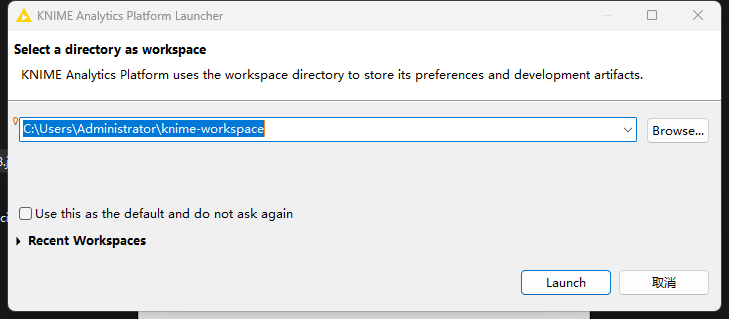 KNIME Analytics Platform Launcher
Select a directory as workspace
KNIME Analytics Platform uses the workspace directory to store its preferences and development artifacts.
C:\Users\Administrator\knime-workspace
Browse...
Use this as the default and do not ask again
Recent Workspaces
Launch
取消